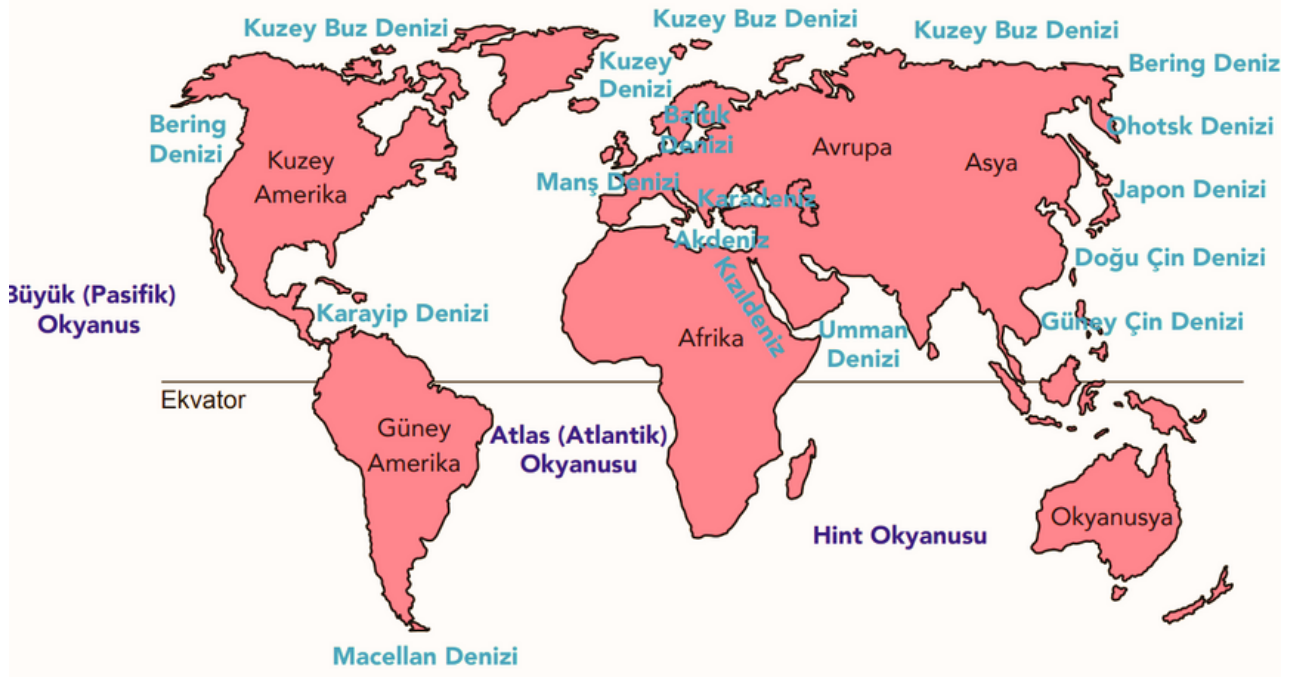 Kuzey Buz Denizi
Kuzey Buz Denizi
Kuzey Buz Denizi
Kuzey
Denizi
Bering Deniz
Bering
Denizi
Baltık
Denizi
Ohotsk Denizi
Kuzey
Amerika
Avrupa
Asya
Manş Denizi
Karadeniz
Japon Denizi
Akdeniz
Doğu Çin Denizi
Kızıldeniz
Büyük (Pasifik)
Okyanus
Karayip Denizi
Afrika
Umman
Denizi
Güney Çin Denizi
Ekvator
Güney
Amerika
Atlas (Atlantik)
Okyanusu
Hint Okyanusu
Okyanusya
Macellan Denizi